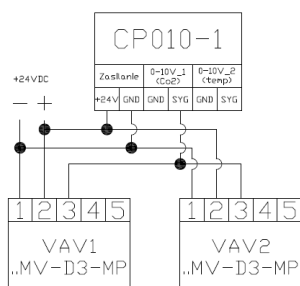 CP010-1
+24VDC
Zasilanie 0-10V_1 0-10V_2
(Co2) (temp)
+24V GND GND SYG GND SYG
— +
1 2 3 4 5 1 2 3 4 5
VAV1 VAV2
..MV-D3-MP ..MV-D3-MP